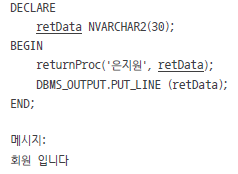 DECLARE
retData NVARCHAR2(30);
BEGIN
returnProc('은지원', retData);
DBMS_OUTPUT.PUT_LINE (retData);
END;
메시지:
회원 입니다